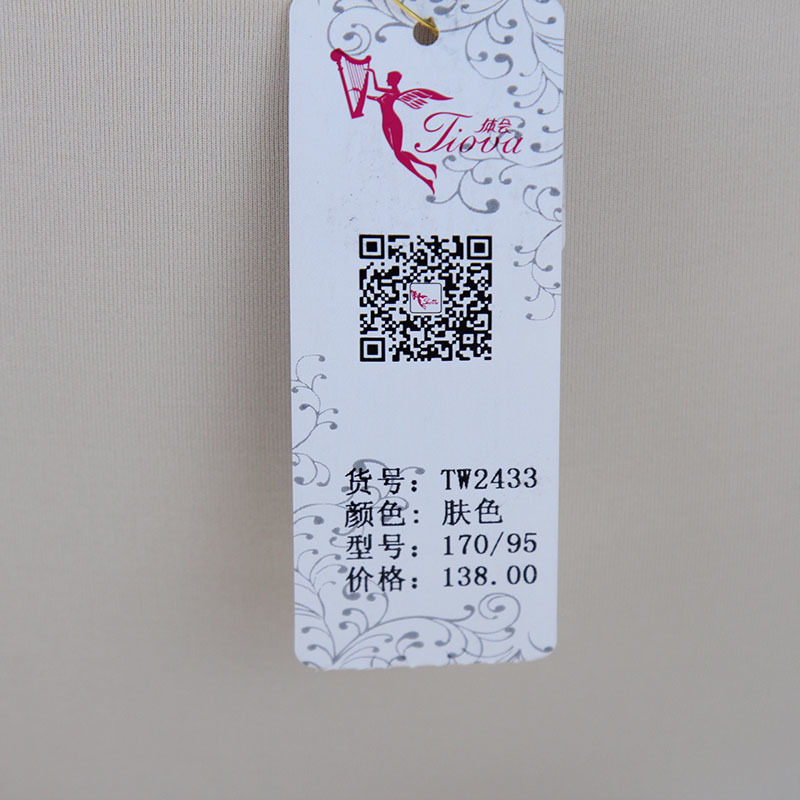 体会
Tiova
货号：TW2433
颜色：肤色
型号：170/95
价格：138.00